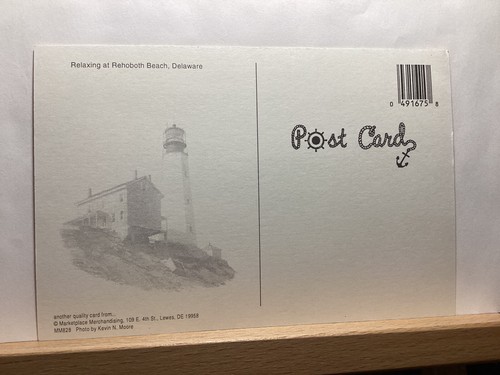 Relaxing at Rehoboth Beach, Delaware
0 491675 8
Post Card
another quality card from...
© Marketplace Merchandising, 109 E. 4th St., Lewes, DE 19958
MM828 Photo by Kevin N. Moore